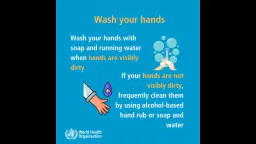 Wash your hands
Wash your hands with
soap and running water
when hands are visibly
dirty
If your hands are not
visibly dirty,
frequently clean them
by using alcohol-based
hand rub or soap and
water
World Health
Organization